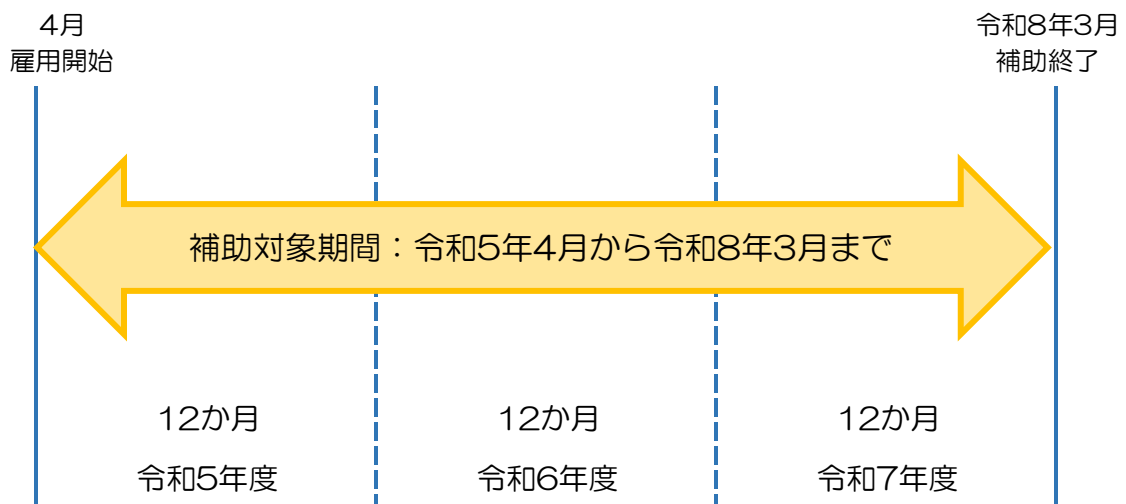 4月
雇用開始
令和8年3月
補助終了
補助対象期間：令和5年4月から令和8年3月まで
12か月
12か月
12か月
令和5年度
令和6年度
令和7年度